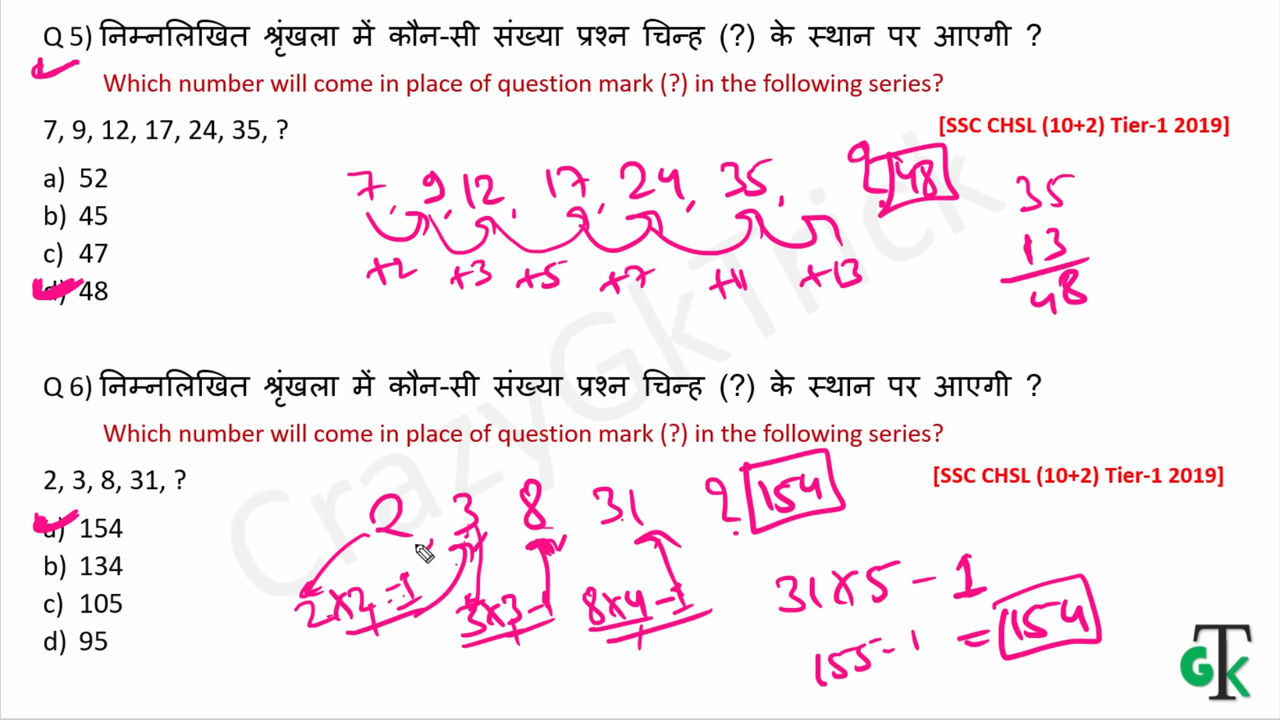 Q 5) निम्नलिखित श्रृंखला में कौन-सी संख्या प्रश्न चिन्ह (?) के स्थान पर आएगी ?
Which number will come in place of question mark (?) in the following series?
7, 9, 12, 17, 24, 35, ?
[SSC CHSL (10+2) Tier-1 2019]
a) 52
b) 45
c) 47
d) 48
7, 9, 12, 17, 24, 35, ? 48
+2 +3 +5 +7 +11 +13
35
13
48
Q 6) निम्नलिखित श्रृंखला में कौन-सी संख्या प्रश्न चिन्ह (?) के स्थान पर आएगी ?
Which number will come in place of question mark (?) in the following series?
2, 3, 8, 31, ?
[SSC CHSL (10+2) Tier-1 2019]
a) 154
b) 134
c) 105
d) 95
2 3 8 31 ? 154
2×2-1 3×3-1 8×4-1
31×5-1
155-1 = 154
CrazyGkTrick
GTK